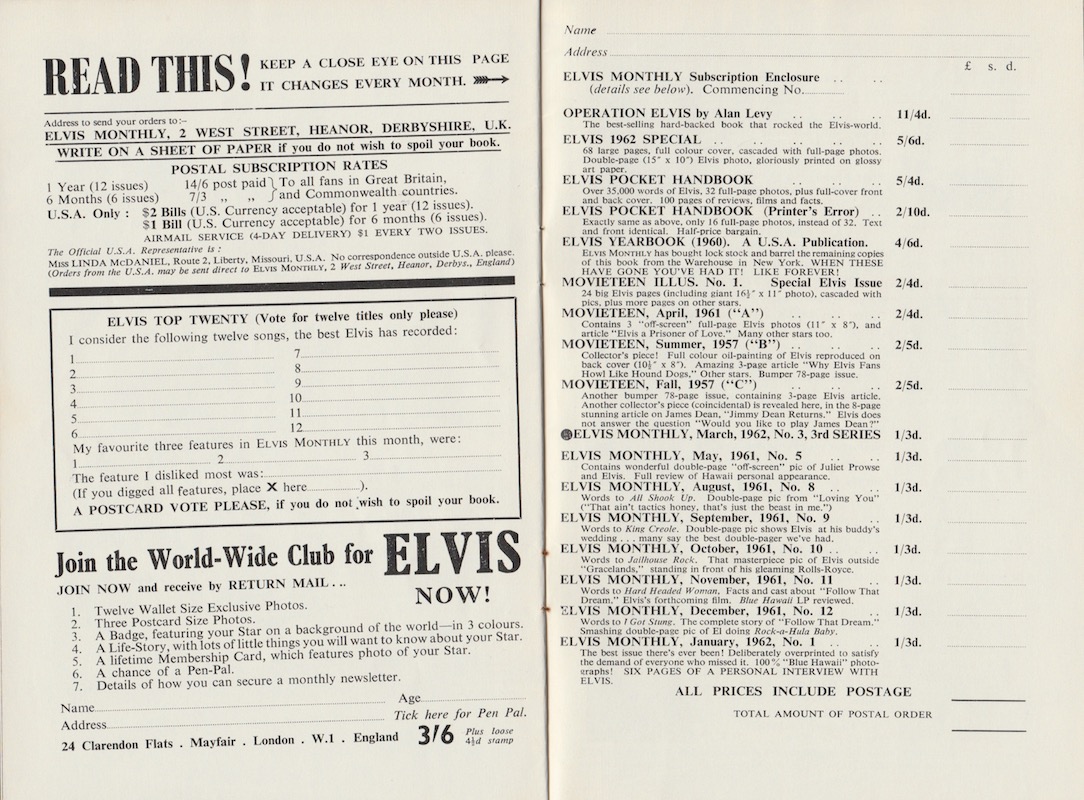 READ THIS! KEEP A CLOSE EYE ON THIS PAGE
IT CHANGES EVERY MONTH.
Address to send your orders to:–
ELVIS MONTHLY, 2 WEST STREET, HEANOR, DERBYSHIRE, U.K.
WRITE ON A SHEET OF PAPER if you do not wish to spoil your book.
POSTAL SUBSCRIPTION RATES
1 Year (12 issues) 14/6 post paid } To all fans in Great Britain,
6 Months (6 issues) 7/3 „ „ } and Commonwealth countries.
U.S.A. Only : $2 Bills (U.S. Currency acceptable) for 1 year (12 issues).
$1 Bill (U.S. Currency acceptable) for 6 months (6 issues).
AIRMAIL SERVICE (4-DAY DELIVERY) $1 EVERY TWO ISSUES.
The Official U.S.A. Representative is :
MISS LINDA McDANIEL, Route 2, Liberty, Missouri, U.S.A. No correspondence outside U.S.A. please.
(Orders from the U.S.A. may be sent direct to ELVIS MONTHLY, 2 West Street, Heanor, Derbys., England)
ELVIS TOP TWENTY (Vote for twelve titles only please)
I consider the following twelve songs, the best Elvis has recorded:
1 7
2 8
3 9
4 10
5 11
6 12
My favourite three features in ELVIS MONTHLY this month, were:
1 2 3
The feature I disliked most was:
(If you digged all features, place X here ).
A POSTCARD VOTE PLEASE, if you do not wish to spoil your book.
Join the World-Wide Club for ELVIS
JOIN NOW and receive by RETURN MAIL . . . NOW!
1. Twelve Wallet Size Exclusive Photos.
2. Three Postcard Size Photos.
3. A Badge, featuring your Star on a background of the world—in 3 colours.
4. A Life-Story, with lots of little things you will want to know about your Star.
5. A lifetime Membership Card, which features photo of your Star.
6. A chance of a Pen-Pal.
7. Details of how you can secure a monthly newsletter.
Name Age
Address Tick here for Pen Pal.
24 Clarendon Flats . Mayfair . London . W.1 . England 3/6 Plus loose 4½d stamp
Name
Address
£ s. d.
ELVIS MONTHLY Subscription Enclosure . . . .
(details see below). Commencing No.
OPERATION ELVIS by Alan Levy . . . . . . 11/4d.
The best-selling hard-backed book that rocked the Elvis-world.
ELVIS 1962 SPECIAL . . . . . . . . 5/6d.
68 large pages, full colour cover, cascaded with full-page photos.
Double-page (15″ x 10″) Elvis photo, gloriously printed on glossy
art paper.
ELVIS POCKET HANDBOOK . . . . . . 5/4d.
Over 35,000 words of Elvis, 32 full-page photos, plus full-cover front
and back cover. 100 pages of reviews, films and facts.
ELVIS POCKET HANDBOOK (Printer's Error) . . 2/10d.
Exactly same as above, only 16 full-page photos, instead of 32. Text
and front identical. Half-price bargain.
ELVIS YEARBOOK (1960). A U.S.A. Publication. 4/6d.
ELVIS MONTHLY has bought lock stock and barrel the remaining copies
of this book from the Warehouse in New York. WHEN THESE
HAVE GONE YOU'VE HAD IT! LIKE FOREVER!
MOVIETEEN ILLUS. No. 1. Special Elvis Issue 2/4d.
24 big Elvis pages (including giant 16½″ x 11″ photo), cascaded with
pics, plus more pages on other stars.
MOVIETEEN, April, 1961 (“A”) . . . . 2/4d.
Contains 3 “off-screen” full-page Elvis photos (11″ x 8″), and
article “Elvis a Prisoner of Love.” Many other stars too.
MOVIETEEN, Summer, 1957 (“B”) . . . . . . 2/5d.
Collector's piece! Full colour oil-painting of Elvis reproduced on
back cover (10½″ x 8″). Amazing 3-page article “Why Elvis Fans
Howl Like Hound Dogs,” Other stars. Bumper 78-page issue.
MOVIETEEN, Fall, 1957 (“C”) . . . . . . 2/5d.
Another bumper 78-page issue, containing 3-page Elvis article.
Another collector's piece (coincidental) is revealed here, in the 8-page
stunning article on James Dean, “Jimmy Dean Returns.” Elvis does
not answer the question “Would you like to play James Dean?”
ELVIS MONTHLY, March, 1962, No. 3, 3rd SERIES 1/3d.
ELVIS MONTHLY, May, 1961, No. 5 . . . . 1/3d.
Contains wonderful double-page “off-screen” pic of Juliet Prowse
and Elvis. Full review of Hawaii personal appearance.
ELVIS MONTHLY, August, 1961, No. 8 . . . . 1/3d.
Words to All Shook Up. Double-page pic from “Loving You”
(“That ain't tactics honey, that's just the beast in me.”)
ELVIS MONTHLY, September, 1961, No. 9 . . 1/3d.
Words to King Creole. Double-page pic shows Elvis at his buddy's
wedding . . . many say the best double-pager we've had.
ELVIS MONTHLY, October, 1961, No. 10 . . . . 1/3d.
Words to Jailhouse Rock. That masterpiece pic of Elvis outside
“Gracelands,” standing in front of his gleaming Rolls-Royce.
ELVIS MONTHLY, November, 1961, No. 11 . . 1/3d.
Words to Hard Headed Woman. Facts and cast about “Follow That
Dream,” Elvis's forthcoming film. Blue Hawaii LP reviewed.
ELVIS MONTHLY, December, 1961, No. 12 . . 1/3d.
Words to I Got Stung. The complete story of “Follow That Dream.”
Smashing double-page pic of El doing Rock-a-Hula Baby.
ELVIS MONTHLY, January, 1962, No. 1 . . 1/3d.
The best issue there's ever been! Deliberately overprinted to satisfy
the demand of everyone who missed it. 100% “Blue Hawaii” photo-
graphs! SIX PAGES OF A PERSONAL INTERVIEW WITH
ELVIS.
ALL PRICES INCLUDE POSTAGE
TOTAL AMOUNT OF POSTAL ORDER